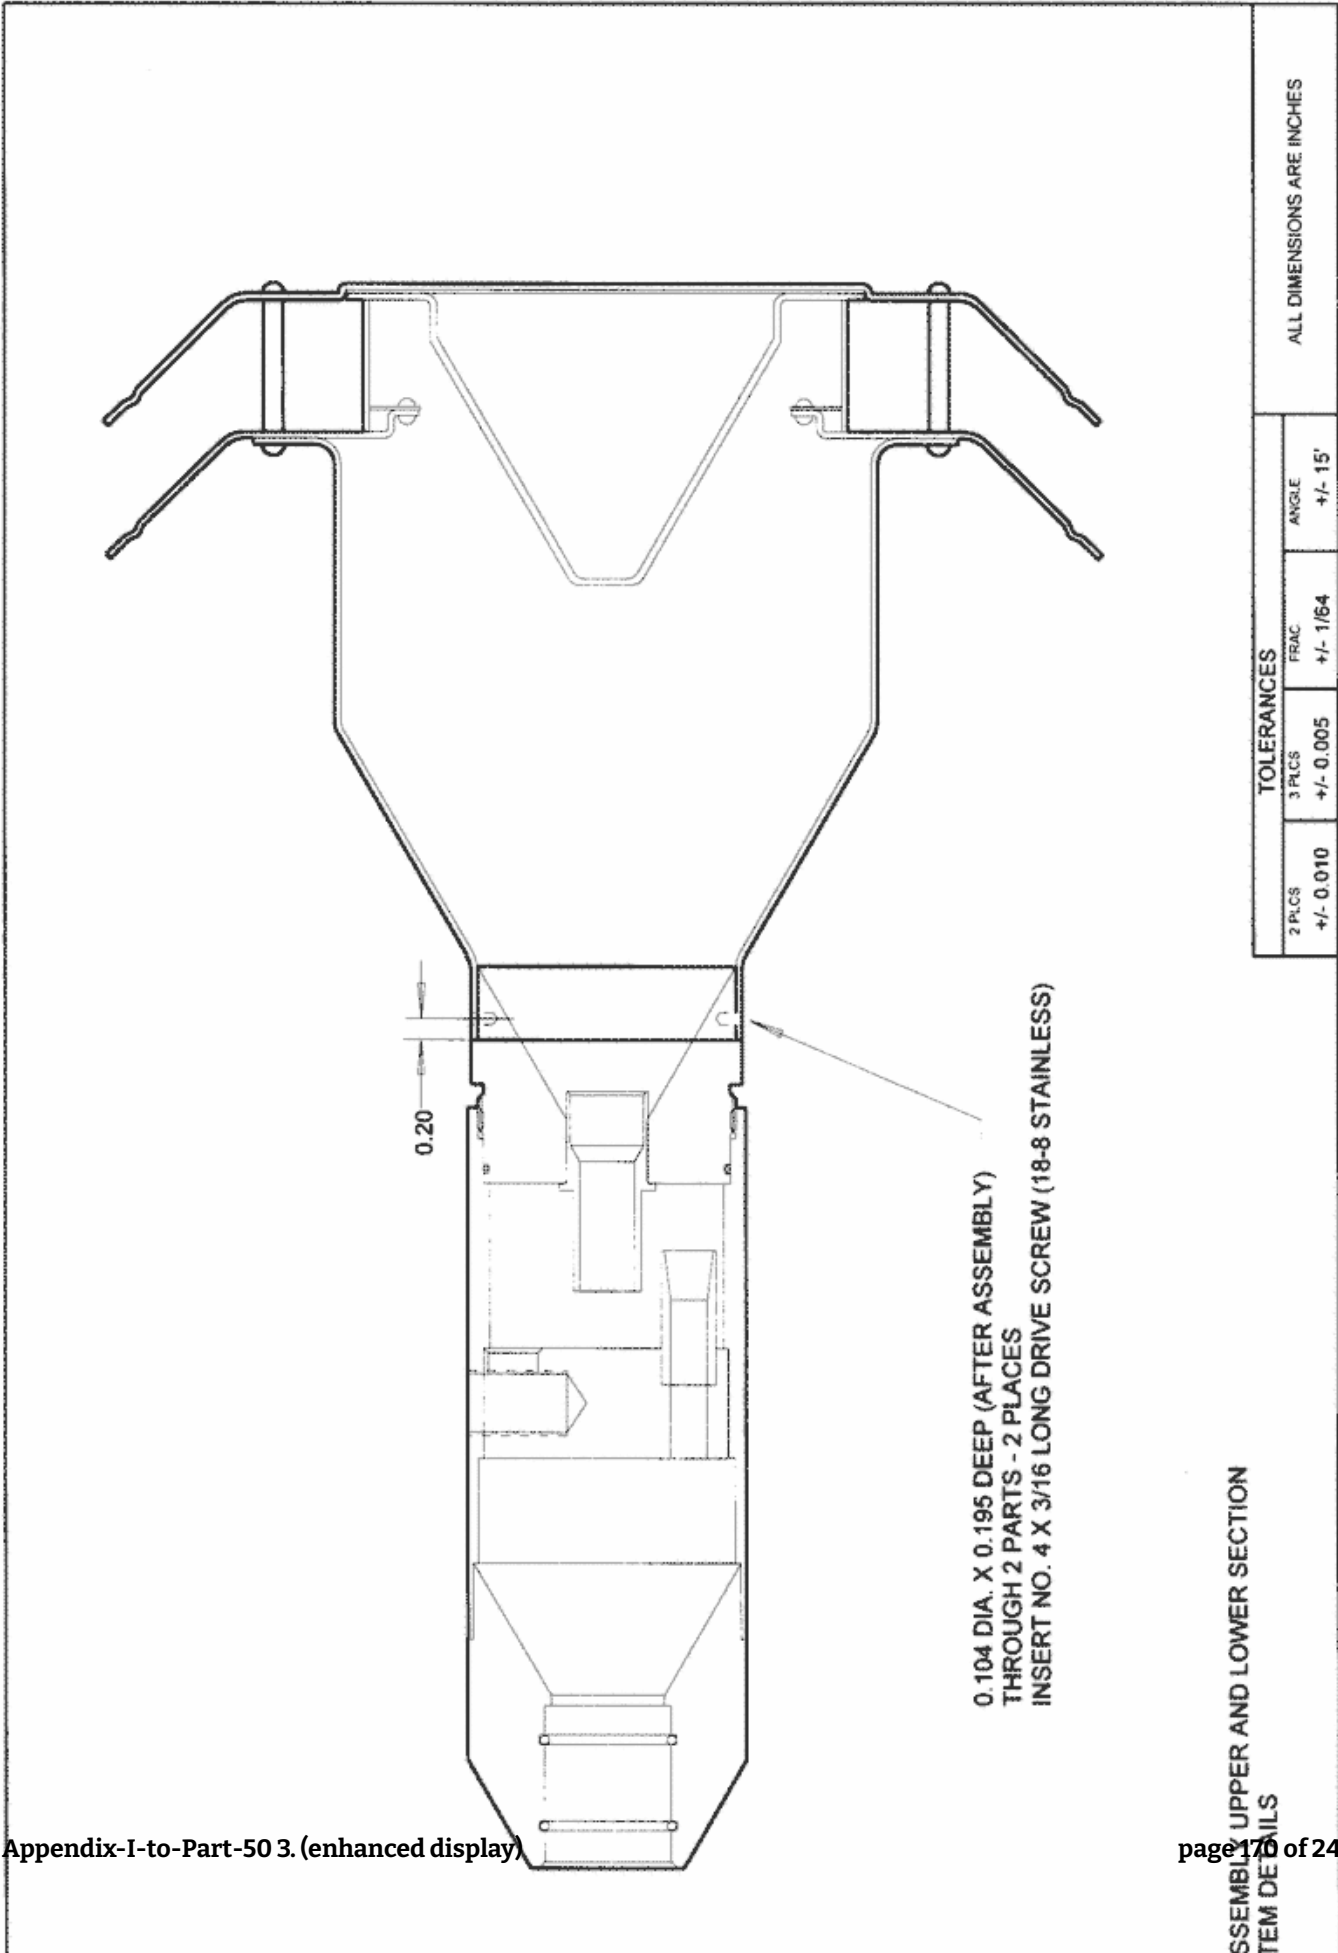 ALL DIMENSIONS ARE INCHES
TOLERANCES
2 PLCS
3 PLCS
FRAC
ANGLE
+/- 0.010
+/- 0.005
+/- 1/64
+/- 15'
0.20
0.104 DIA. X 0.195 DEEP (AFTER ASSEMBLY)
THROUGH 2 PARTS - 2 PLACES
INSERT NO. 4 X 3/16 LONG DRIVE SCREW (18-8 STAINLESS)
SSEMBLY UPPER AND LOWER SECTION
TEM DETAILS
Appendix-I-to-Part-50 3. (enhanced display)
page 170 of 24